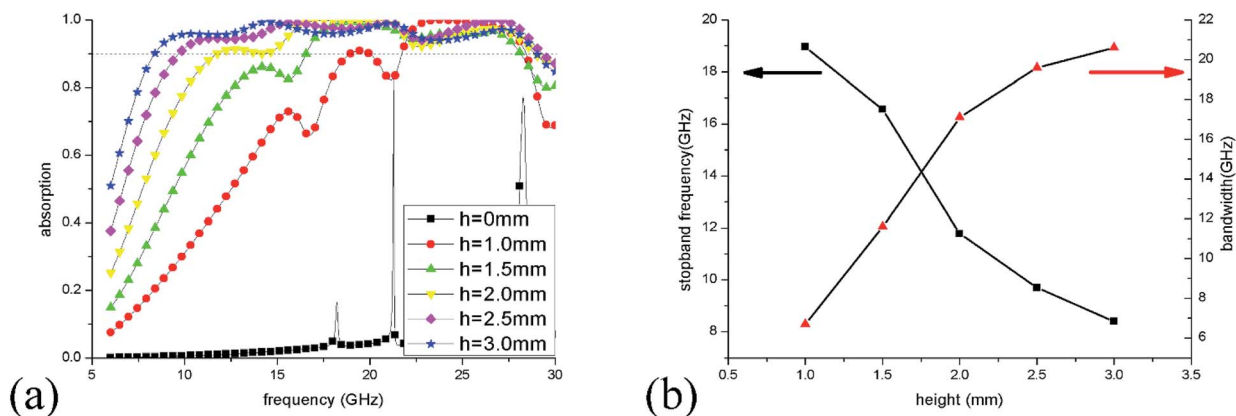 1.0
0.8
0.6
0.4
0.2
0.0
absorption
5
10
15
20
25
30
frequency (GHz)
h=0mm
h=1.0mm
h=1.5mm
h=2.0mm
h=2.5mm
h=3.0mm
(a)
20
18
16
14
12
10
8
stopband frequency(GHz)
0.5
1.0
1.5
2.0
2.5
3.0
3.5
height (mm)
22
20
18
16
14
12
10
8
6
bandwidth(GHz)
(b)